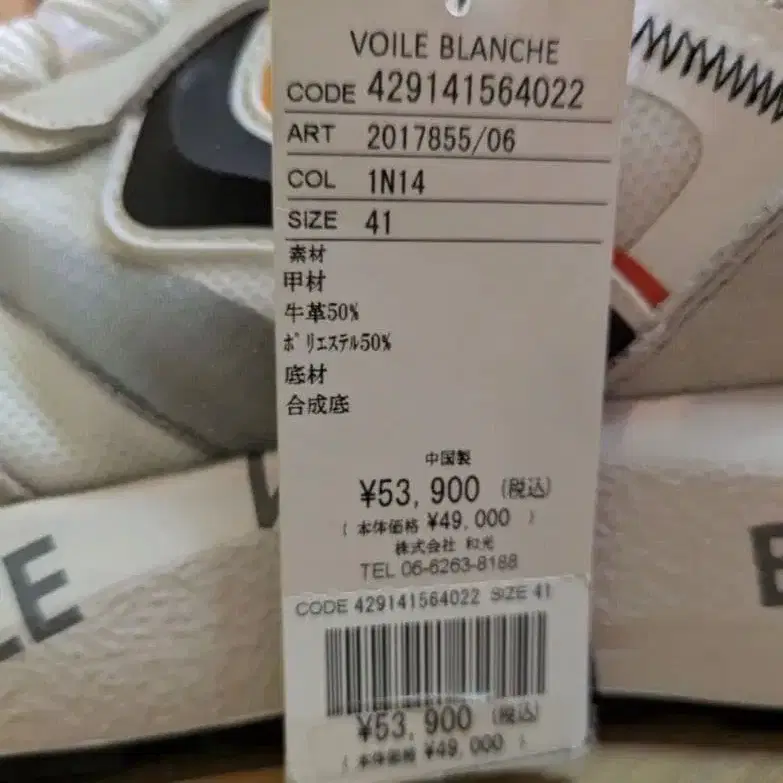 VOILE BLANCHE
CODE 429141564022
ART 2017855/06
COL 1N14
SIZE 41
素材
甲材
牛革50%
ﾎﾟﾘｴｽﾃﾙ50%
底材
合成底
中国製
¥53,900 (税込)
( 本体価格 ¥49,000 )
株式会社 和光
TEL 06-6263-8188
CODE 429141564022 SIZE 41
¥53,900 (税込)
( 本体価格 ¥49,000 )
LE
E